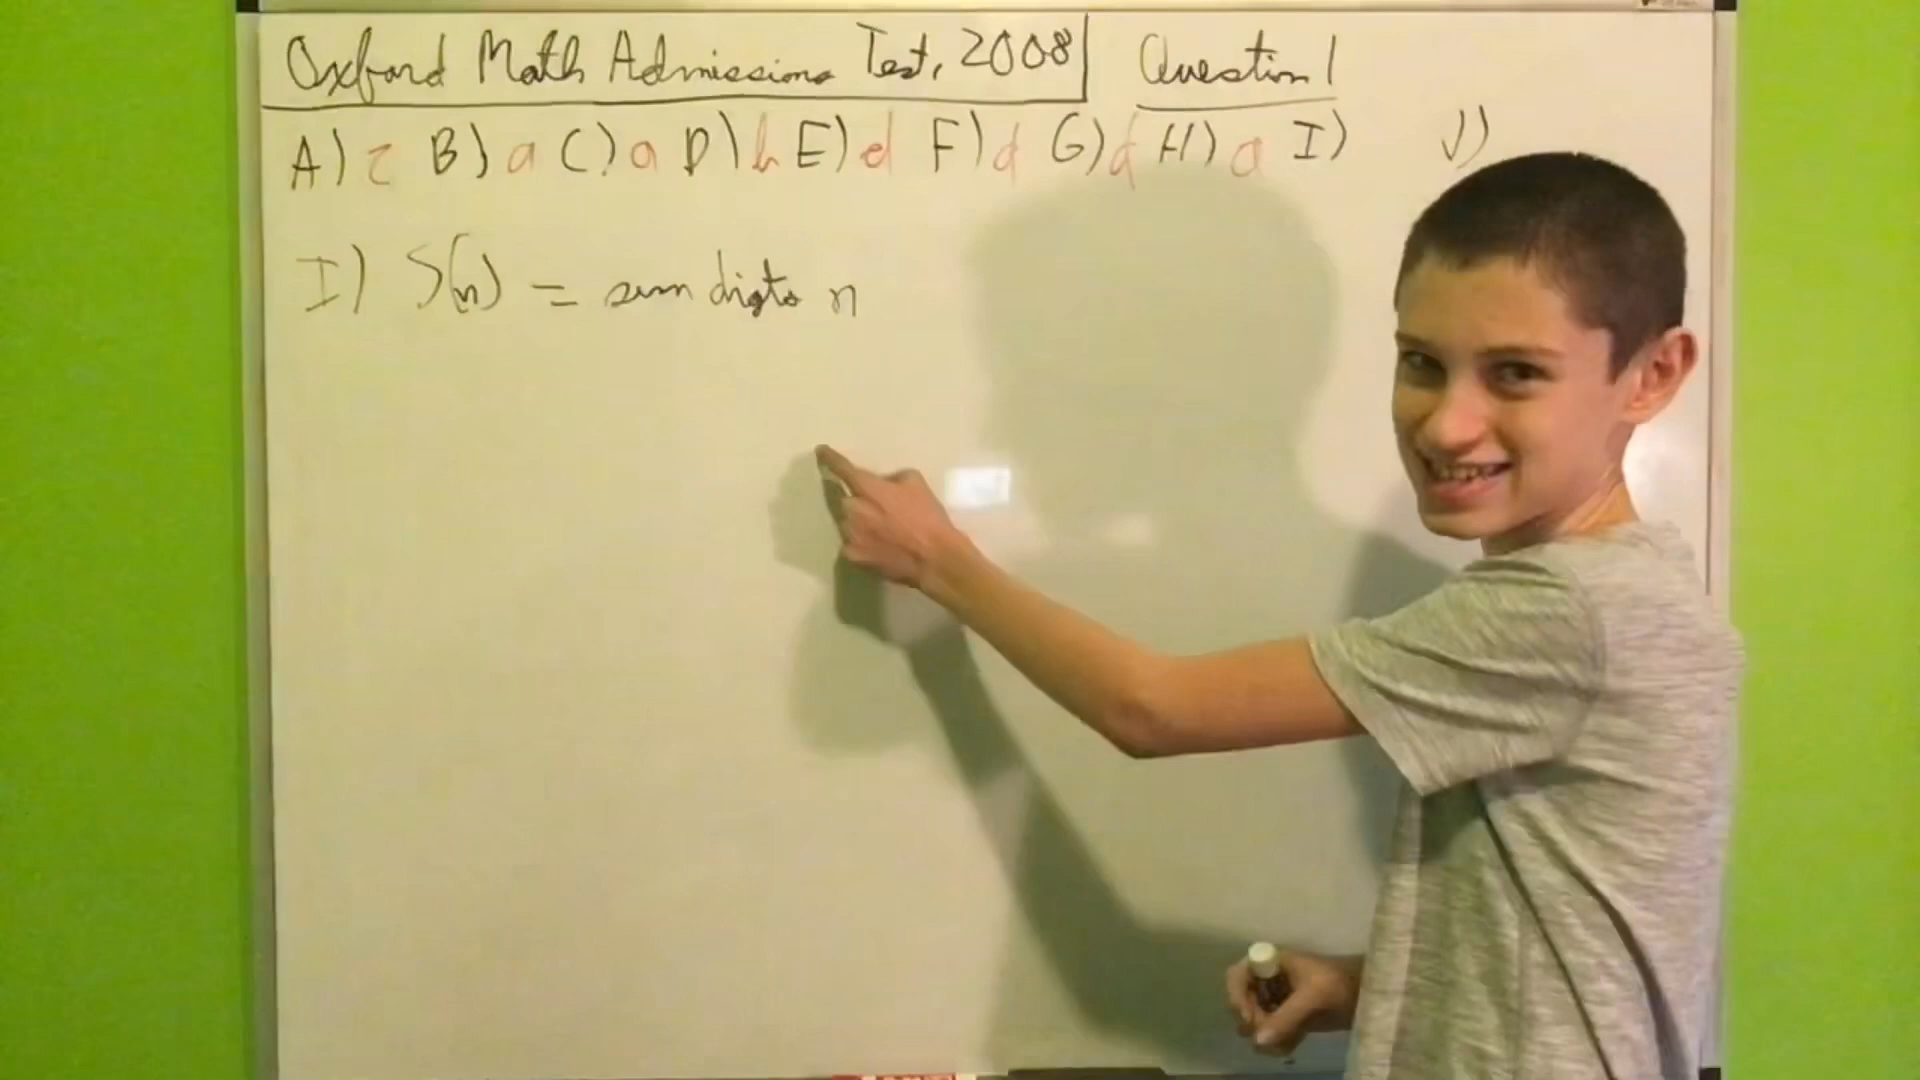 Oxford Math Admissions Test, 2008 Question 1
A) c B) a C) a D) b E) d F) d G) d H) a I) J)
I) S(n) = sum digits n